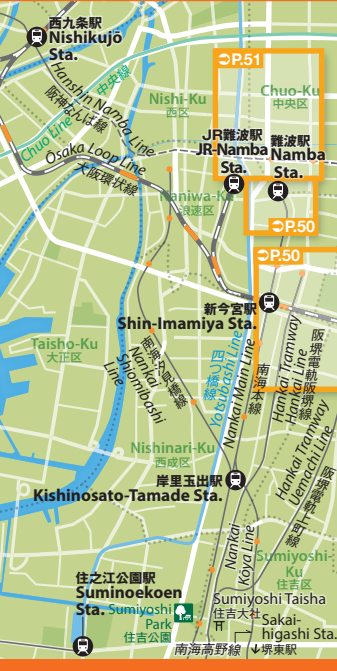 西九条駅
Nishikujō
Sta.
中央線
Chuo Line
Hanshin Namba Line
阪神なんば線
Ōsaka Loop Line
大阪環状線
Nishi-Ku
西区
P.51
Chuo-Ku
中央区
JR難波駅
JR-Namba
Sta.
難波駅
Namba
Sta.
Naniwa-Ku
浪速区
P.50
P.50
新今宮駅
Shin-Imamiya Sta.
Taisho-Ku
大正区
南海汐見橋線
Nankai
Shiomibashi
Line
四つ橋線
Yotsubashi Line
Nankai Main Line
南海本線
Hankai Tramway
Hankai Line
阪堺電軌阪堺線
Hankai Tramway
Uemachi Line
阪堺電軌上町線
Nishinari-Ku
西成区
岸里玉出駅
Kishinosato-Tamade Sta.
Nankai
Kōya Line
Sumiyoshi-
Ku
住吉区
住之江公園駅
Suminoekoen
Sta.
Sumiyoshi
Park
住吉公園
Sumiyoshi Taisha
住吉大社
Sakai-
higashi Sta.
堺東駅
南海高野線